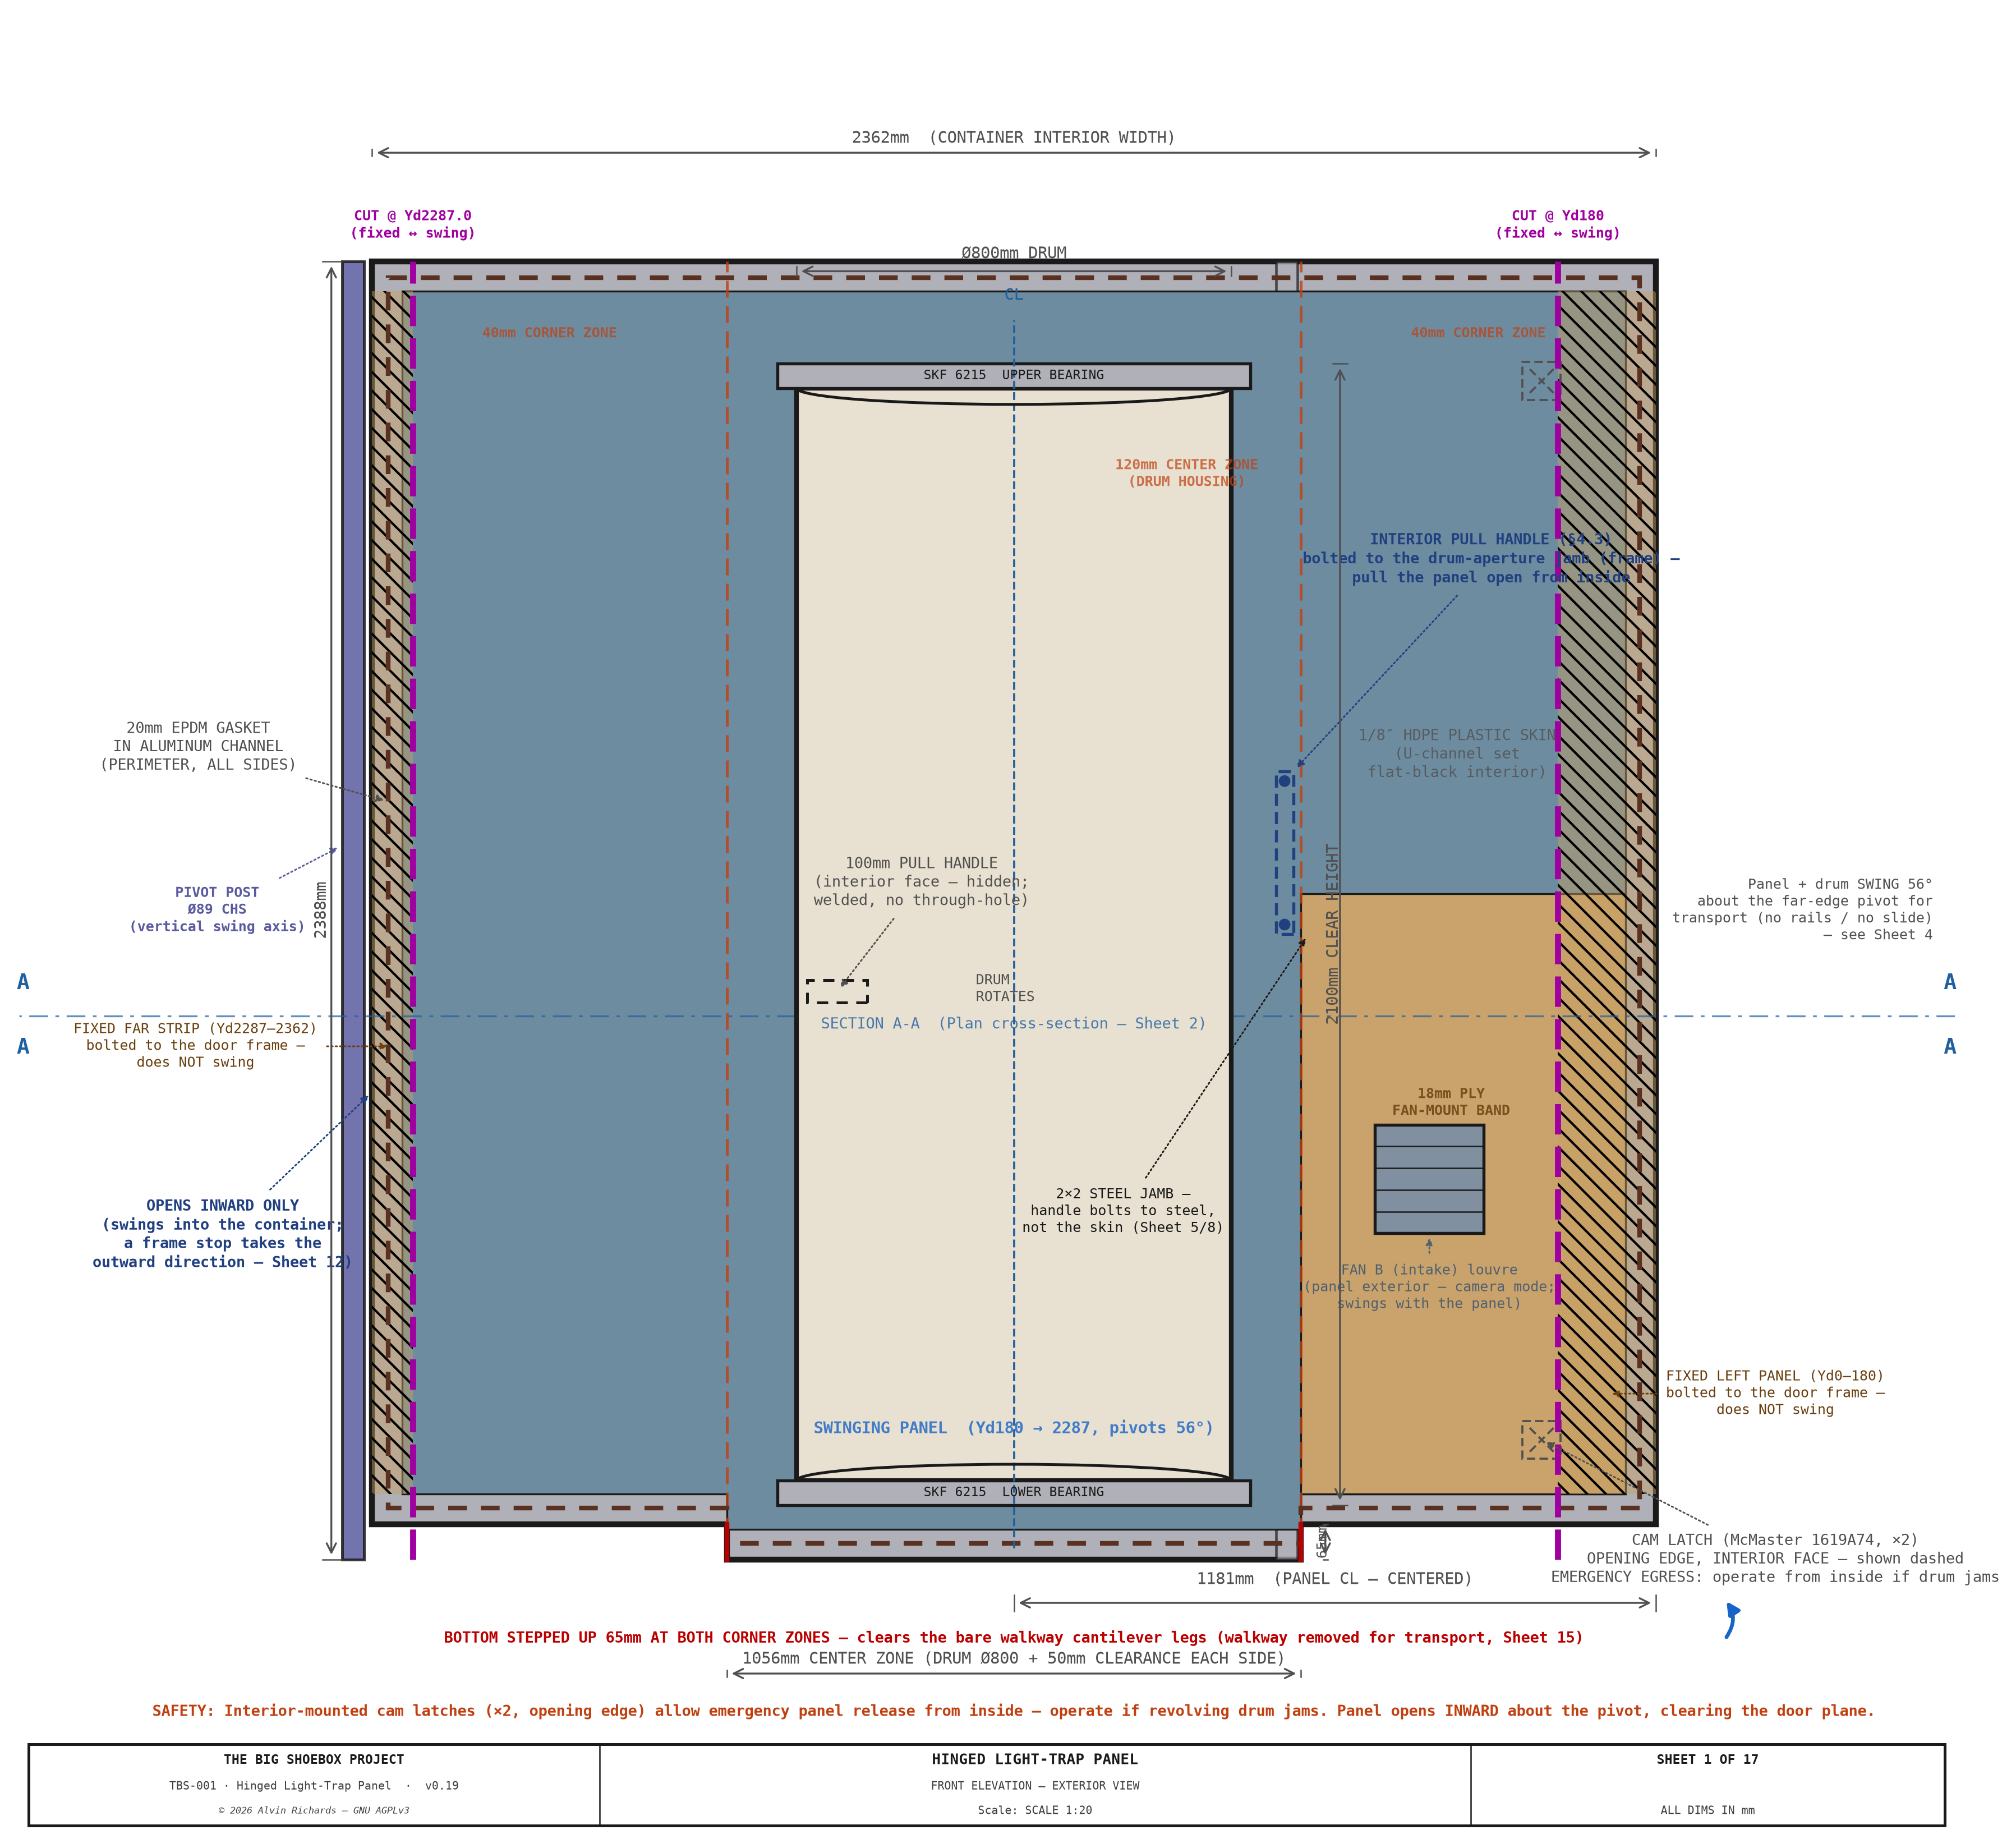 2362mm  (CONTAINER INTERIOR WIDTH)
CUT @ Yd2287.0
(fixed ↔ swing)
CUT @ Yd180
(fixed ↔ swing)
Ø800mm DRUM
CL
40mm CORNER ZONE
40mm CORNER ZONE
SKF 6215  UPPER BEARING
120mm CENTER ZONE
(DRUM HOUSING)
INTERIOR PULL HANDLE (§4.3)
bolted to the drum-aperture jamb (frame) —
pull the panel open from inside
20mm EPDM GASKET
IN ALUMINUM CHANNEL
(PERIMETER, ALL SIDES)
1/8″ HDPE PLASTIC SKIN
(U-channel set
flat-black interior)
100mm PULL HANDLE
(interior face — hidden;
welded, no through-hole)
PIVOT POST
Ø89 CHS
(vertical swing axis)
2388mm
2100mm CLEAR HEIGHT
Panel + drum SWING 56°
about the far-edge pivot for
transport (no rails / no slide)
— see Sheet 4
A
A
DRUM
ROTATES
SECTION A-A  (Plan cross-section — Sheet 2)
FIXED FAR STRIP (Yd2287–2362)
bolted to the door frame —
does NOT swing
A
A
18mm PLY
FAN-MOUNT BAND
OPENS INWARD ONLY
(swings into the container;
a frame stop takes the
outward direction — Sheet 12)
2×2 STEEL JAMB —
handle bolts to steel,
not the skin (Sheet 5/8)
FAN B (intake) louvre
(panel exterior — camera mode;
swings with the panel)
FIXED LEFT PANEL (Yd0–180)
bolted to the door frame —
does NOT swing
SWINGING PANEL  (Yd180 → 2287, pivots 56°)
SKF 6215  LOWER BEARING
65mm
CAM LATCH (McMaster 1619A74, ×2)
OPENING EDGE, INTERIOR FACE — shown dashed
EMERGENCY EGRESS: operate from inside if drum jams
1181mm  (PANEL CL — CENTERED)
BOTTOM STEPPED UP 65mm AT BOTH CORNER ZONES — clears the bare walkway cantilever legs (walkway removed for transport, Sheet 15)
1056mm CENTER ZONE (DRUM Ø800 + 50mm CLEARANCE EACH SIDE)
SAFETY: Interior-mounted cam latches (×2, opening edge) allow emergency panel release from inside — operate if revolving drum jams. Panel opens INWARD about the pivot, clearing the door plane.
THE BIG SHOEBOX PROJECT
TBS-001 · Hinged Light-Trap Panel  ·  v0.19
© 2026 Alvin Richards — GNU AGPLv3
HINGED LIGHT-TRAP PANEL
FRONT ELEVATION — EXTERIOR VIEW
Scale: SCALE 1:20
SHEET 1 OF 17
ALL DIMS IN mm